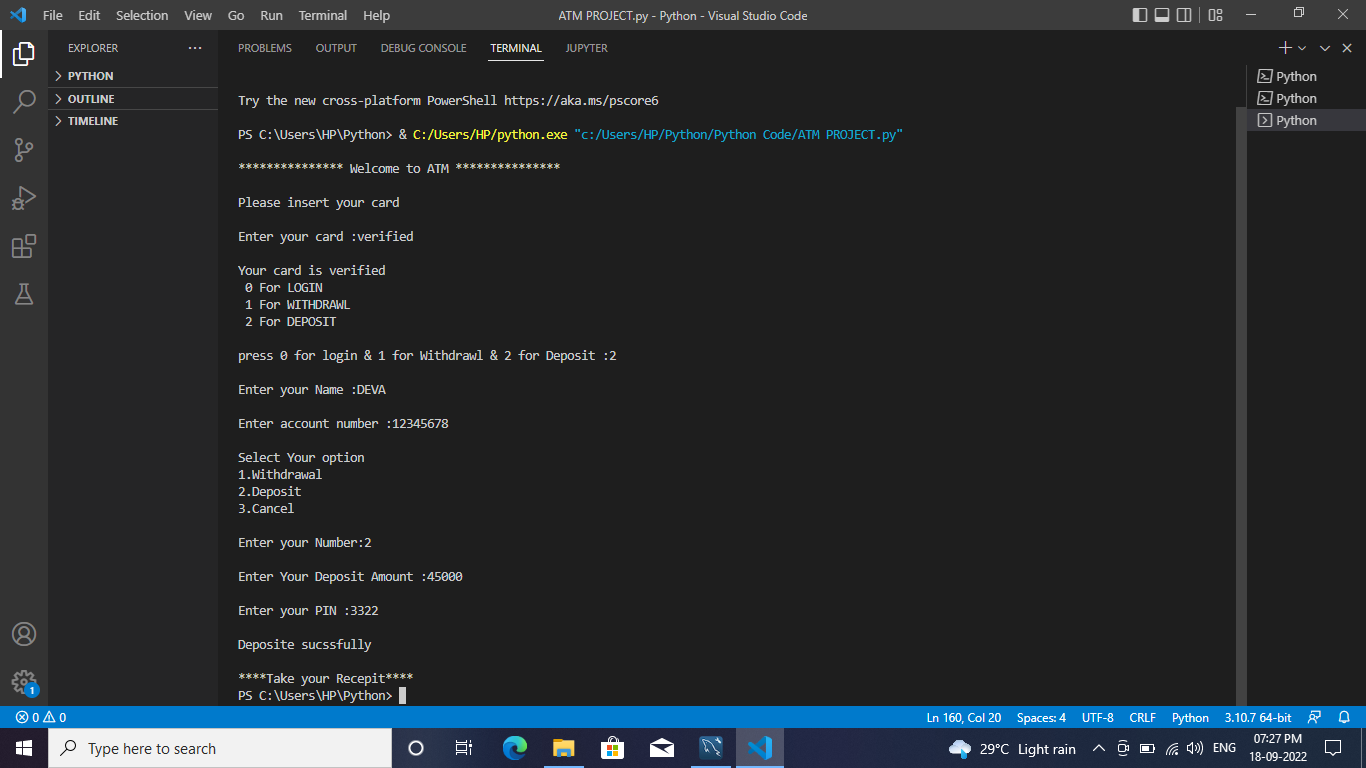 File Edit Selection View Go Run Terminal Help
ATM PROJECT.py - Python - Visual Studio Code
EXPLORER
PYTHON
OUTLINE
TIMELINE
PROBLEMS OUTPUT DEBUG CONSOLE TERMINAL JUPYTER
Python
Python
Python
Try the new cross-platform PowerShell https://aka.ms/pscore6
PS C:\Users\HP\Python> & C:/Users/HP/python.exe "c:/Users/HP/Python/Python Code/ATM PROJECT.py"
*************** Welcome to ATM ***************
Please insert your card
Enter your card :verified
Your card is verified
0 For LOGIN
1 For WITHDRAWL
2 For DEPOSIT
press 0 for login & 1 for Withdrawl & 2 for Deposit :2
Enter your Name :DEVA
Enter account number :12345678
Select Your option
1.Withdrawal
2.Deposit
3.Cancel
Enter your Number:2
Enter Your Deposit Amount :45000
Enter your PIN :3322
Deposite sucssfully
****Take your Recepit****
PS C:\Users\HP\Python>
1
0 0
Ln 160, Col 20 Spaces: 4 UTF-8 CRLF Python 3.10.7 64-bit
Type here to search
29°C Light rain
ENG
07:27 PM
18-09-2022